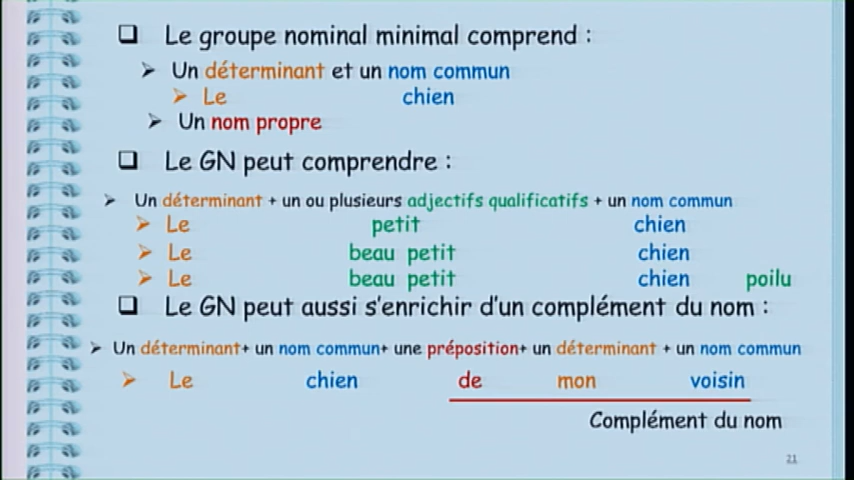 Le groupe nominal minimal comprend :
Un déterminant et un nom commun
Le chien
Un nom propre
Le GN peut comprendre :
Un déterminant + un ou plusieurs adjectifs qualificatifs + un nom commun
Le petit chien
Le beau petit chien
Le beau petit chien poilu
Le GN peut aussi s'enrichir d'un complément du nom :
Un déterminant+ un nom commun+ une préposition+ un déterminant + un nom commun
Le chien de mon voisin
Complément du nom
21